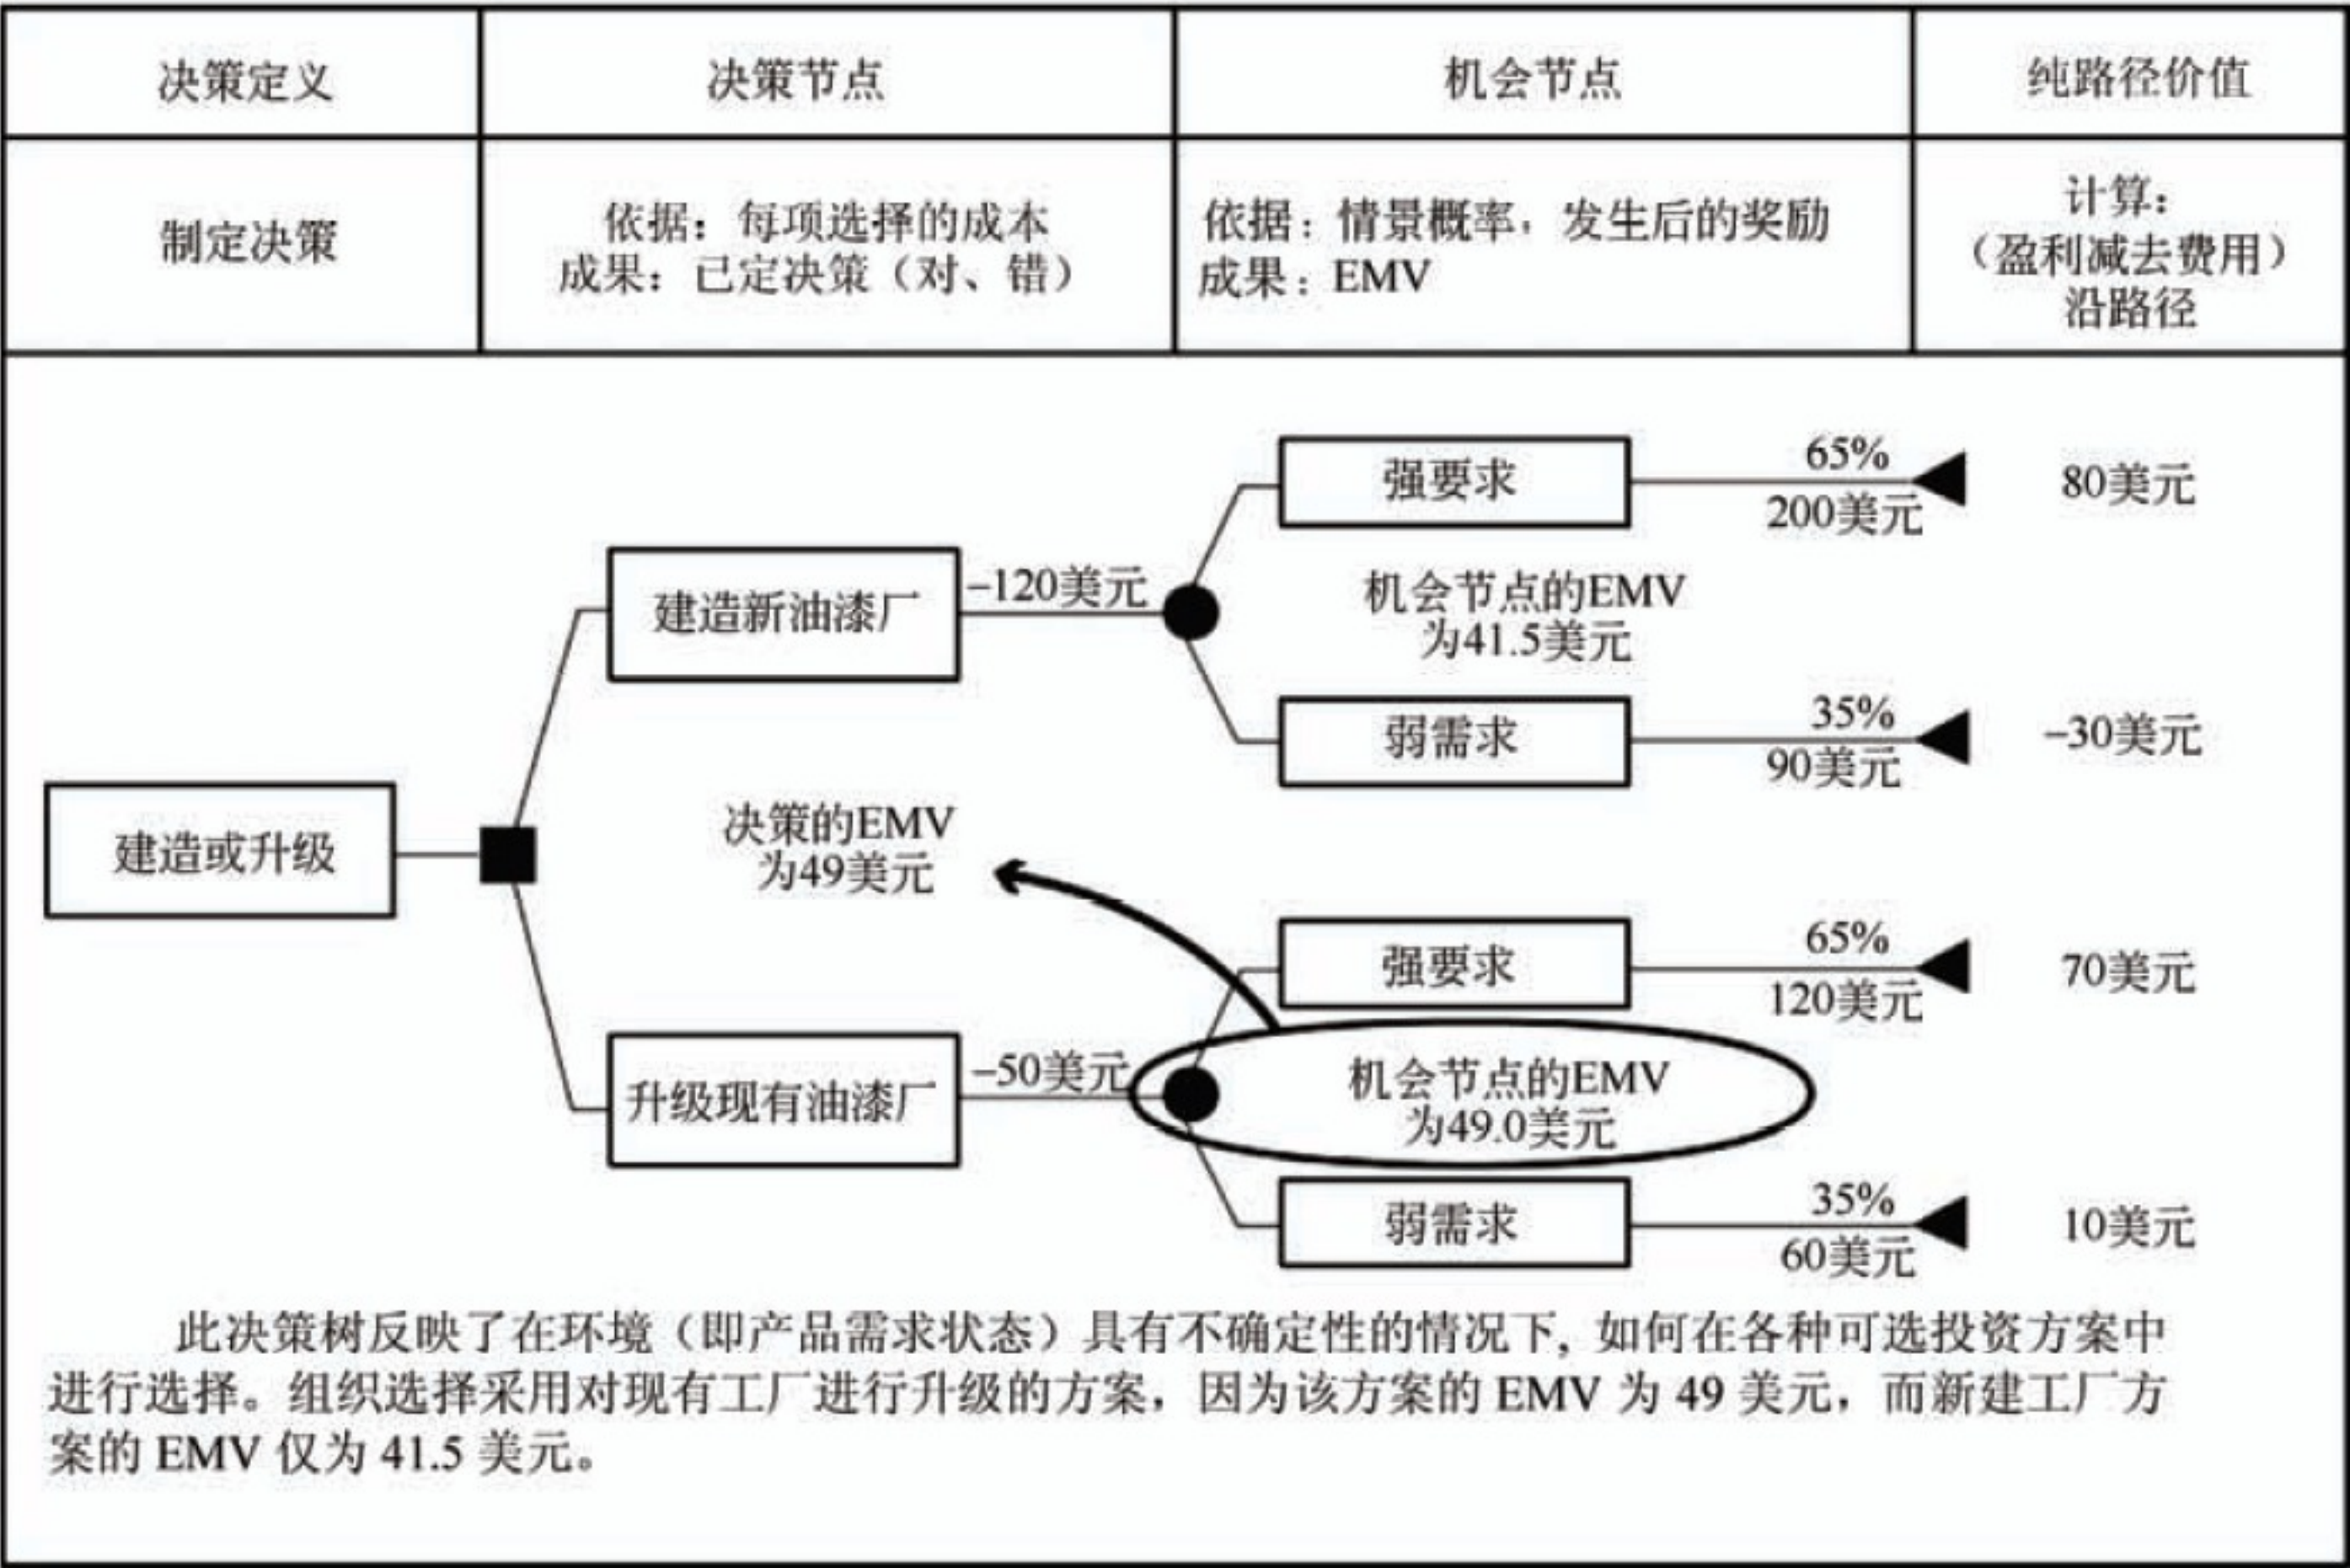 决策定义
决策节点
机会节点
纯路径价值
制定决策
依据：每项选择的成本
成果：已定决策（对、错）
依据：情景概率，发生后的奖励
成果：EMV
计算：
（盈利减去费用）
沿路径
65%
强要求
80美元
200美元
–120美元
建造新油漆厂
机会节点的EMV
为41.5美元
35%
弱需求
–30美元
90美元
建造或升级
决策的EMV
为49美元
65%
强要求
70美元
120美元
–50美元
升级现有油漆厂
机会节点的EMV
为49.0美元
35%
弱需求
10美元
60美元
此决策树反映了在环境（即产品需求状态）具有不确定性的情况下, 如何在各种可选投资方案中
进行选择。组织选择采用对现有工厂进行升级的方案，因为该方案的 EMV 为 49 美元，而新建工厂方
案的 EMV 仅为 41.5 美元。